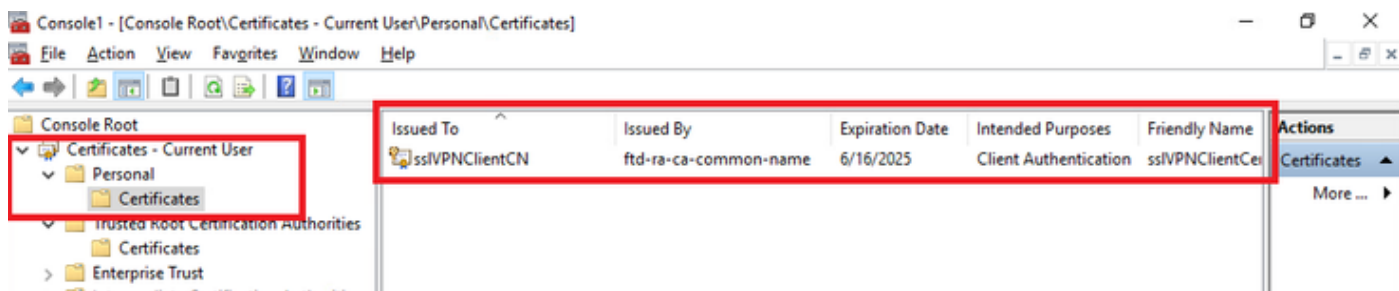 Console1 - [Console Root\Certificates - Current User\Personal\Certificates]
File Action View Favorites Window Help
Console Root
Certificates - Current User
Personal
Certificates
Trusted Root Certification Authorities
Certificates
Enterprise Trust
Issued To Issued By Expiration Date Intended Purposes Friendly Name
sslVPNClientCN ftd-ra-ca-common-name 6/16/2025 Client Authentication sslVPNClientCer
Actions
Certificates
More ...